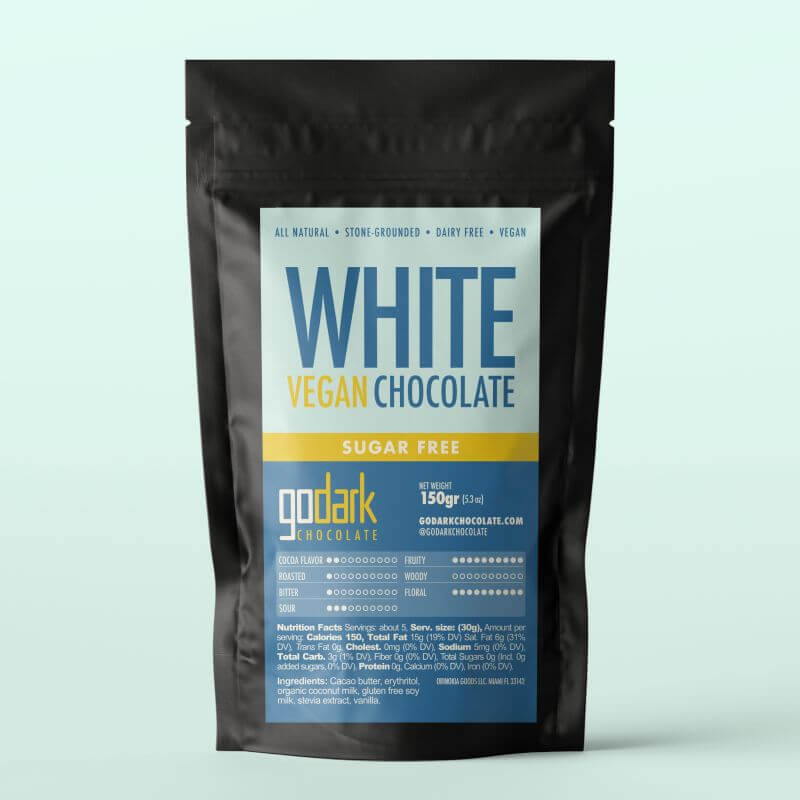 ALL NATURAL • STONE-GROUNDED • DAIRY FREE • VEGAN
WHITE
VEGAN CHOCOLATE
SUGAR FREE
godark
CHOCOLATE
NET WEIGHT
150gr (5.3 oz)
GODARKCHOCOLATE.COM
@GODARKCHOCOLATE
COCOA FLAVOR ●●○○○○○○○○ FRUITY ●●●●●●●●●●
ROASTED ●○○○○○○○○○ WOODY ○○○○○○○○○○
BITTER ●○○○○○○○○○ FLORAL ●●●●●●●●●●
SOUR ●●●○○○○○○○
Nutrition Facts Servings: about 5, Serv. size: (30g), Amount per
serving: Calories 150, Total Fat 15g (19% DV) Sat. Fat 6g (31%
DV), Trans Fat 0g, Cholest. 0mg (0% DV), Sodium 5mg (0% DV),
Total Carb. 3g (1% DV), Fiber 0g (0% DV), Total Sugars 0g (Incl. 0g
added sugars, 0% DV), Protein 0g, Calcium (0% DV), Iron (0% DV).
Ingredients: Cacao butter, erythritol,
organic coconut milk, gluten free soy
milk, stevia extract, vanilla.
GOODS LLC. MIAMI FL 33142